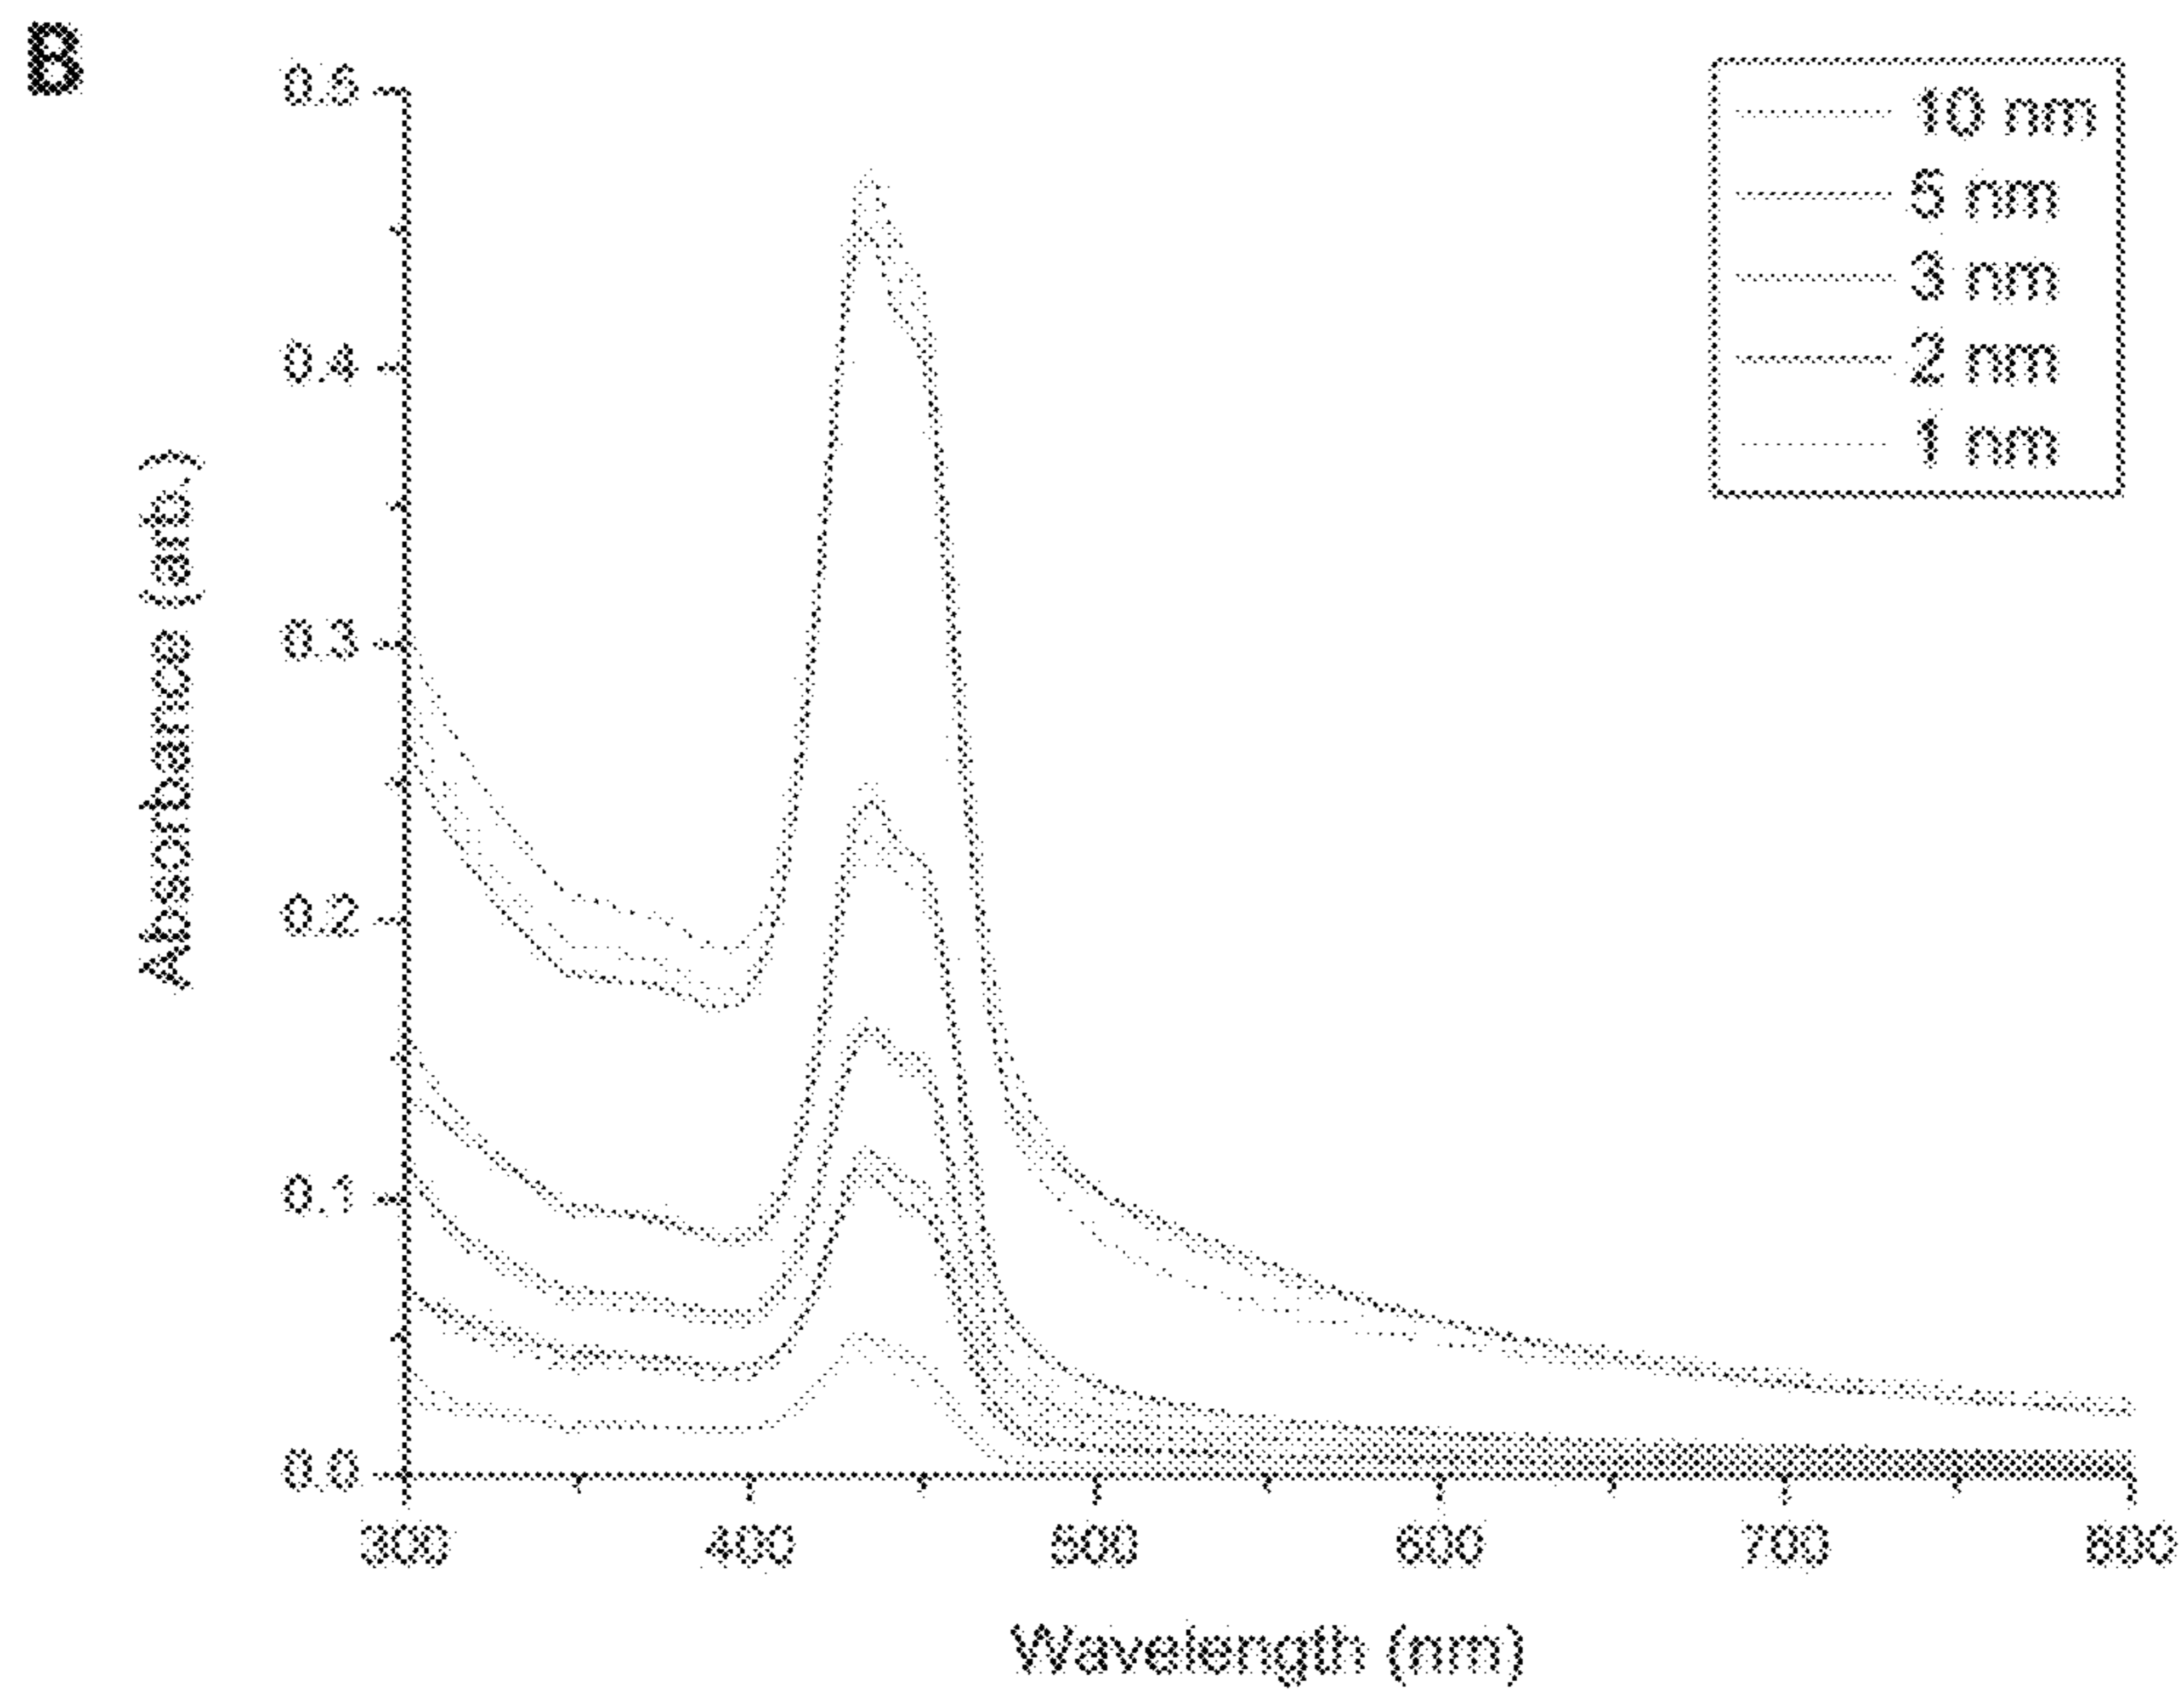 B
0.5
0.4
0.3
0.2
0.1
0.0
Absorbance (arb.)
300 400 500 600 700 800
Wavelength (nm)
10 nm
5 nm
3 nm
2 nm
1 nm